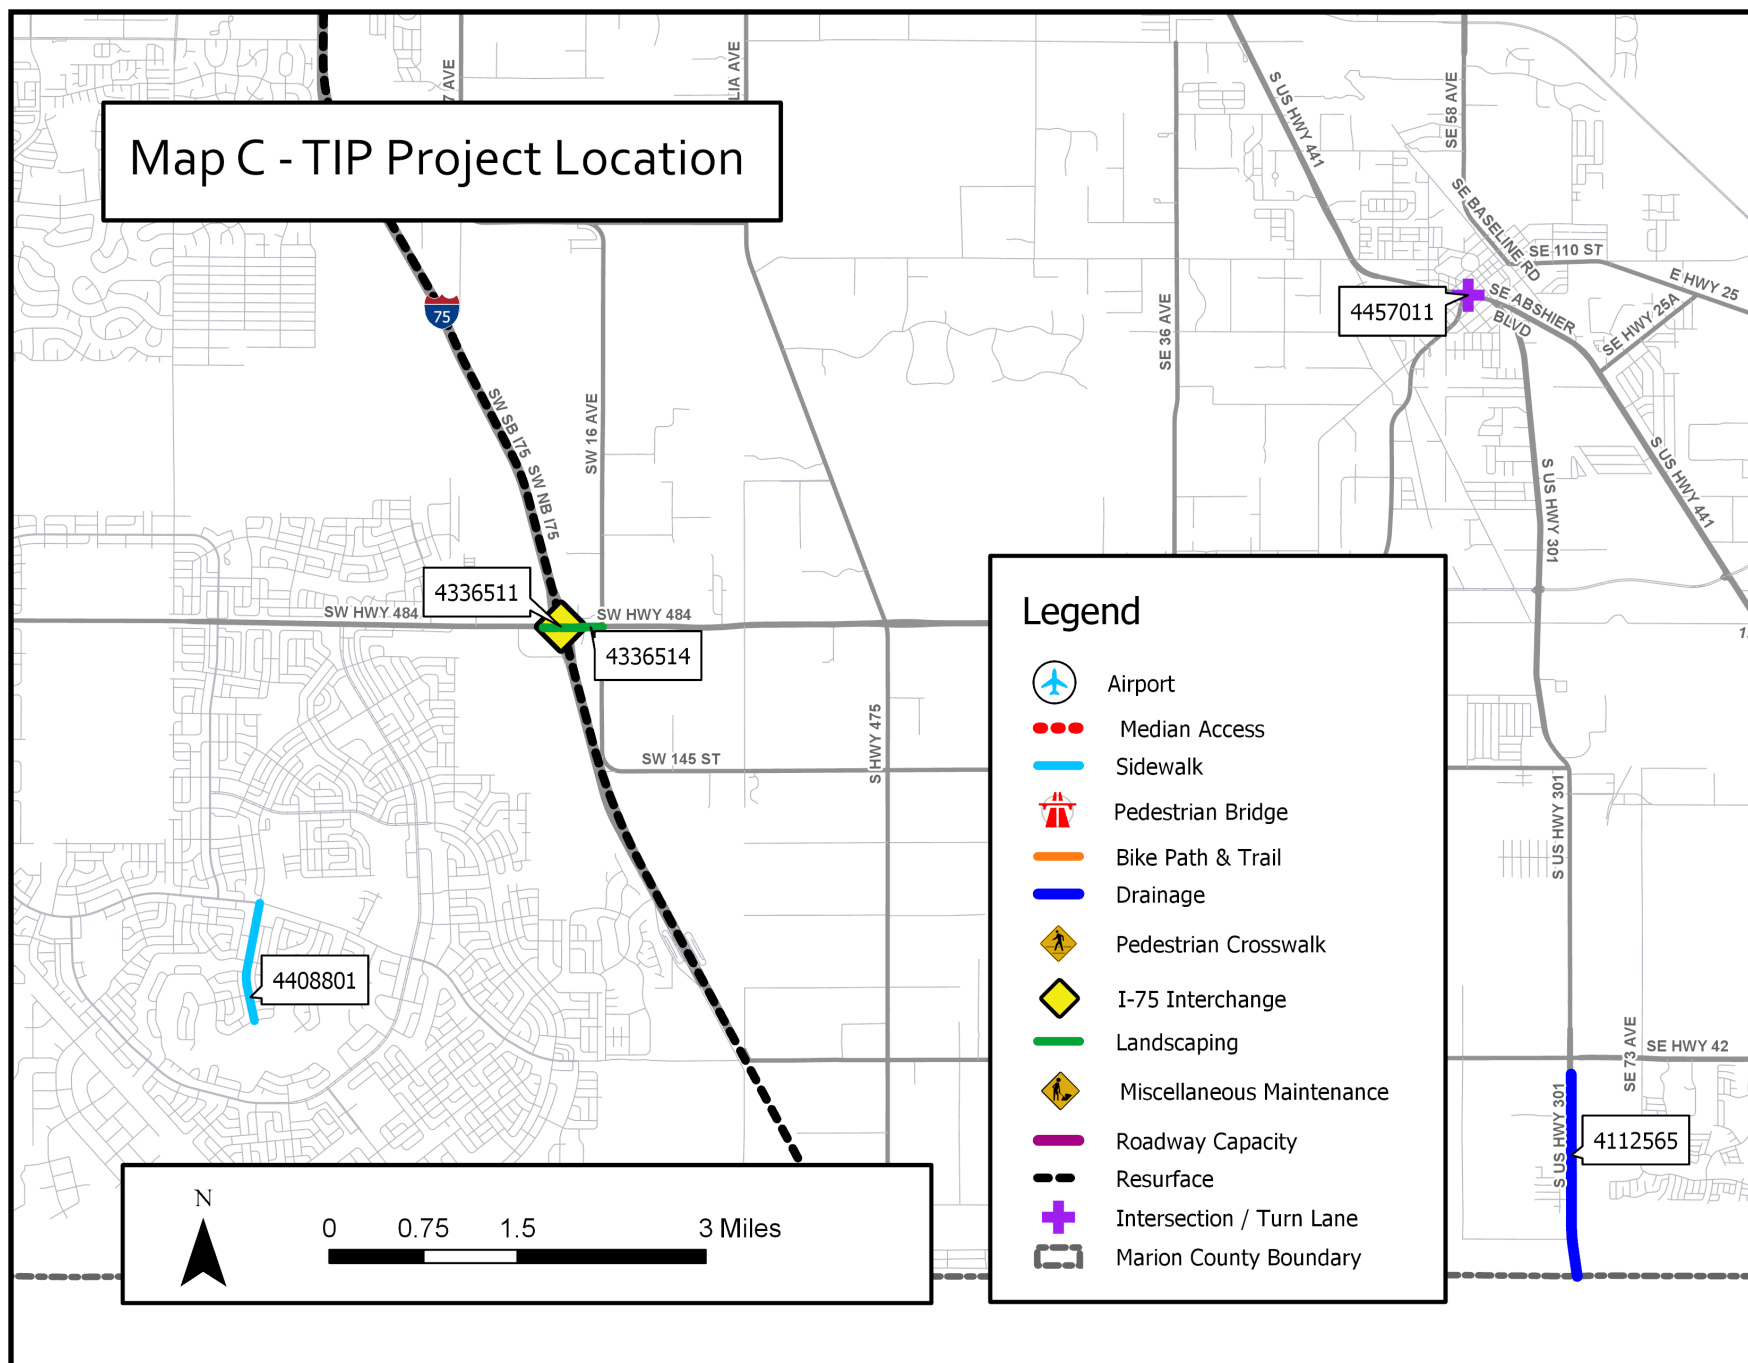 7 AVE
LIA AVE
Map C - TIP Project Location
S US HWY 441
SE 58 AVE
SE BASELINE RD
SE 110 ST
E HWY 25
SE HWY 25A
SE ABSHIER
BLVD
4457011
75
SE 36 AVE
SW SB I75
SW NB I75
SW 16 AVE
S US HWY 441
S US HWY 301
4336511
SW HWY 484
SW HWY 484
4336514
SW 145 ST
S HWY 475
S US HWY 301
4408801
SE 73 AVE
SE HWY 42
S US HWY 301
4112565
Legend
Airport
Median Access
Sidewalk
Pedestrian Bridge
Bike Path & Trail
Drainage
Pedestrian Crosswalk
I-75 Interchange
Landscaping
Miscellaneous Maintenance
Roadway Capacity
Resurface
Intersection / Turn Lane
Marion County Boundary
N
0 0.75 1.5 3 Miles